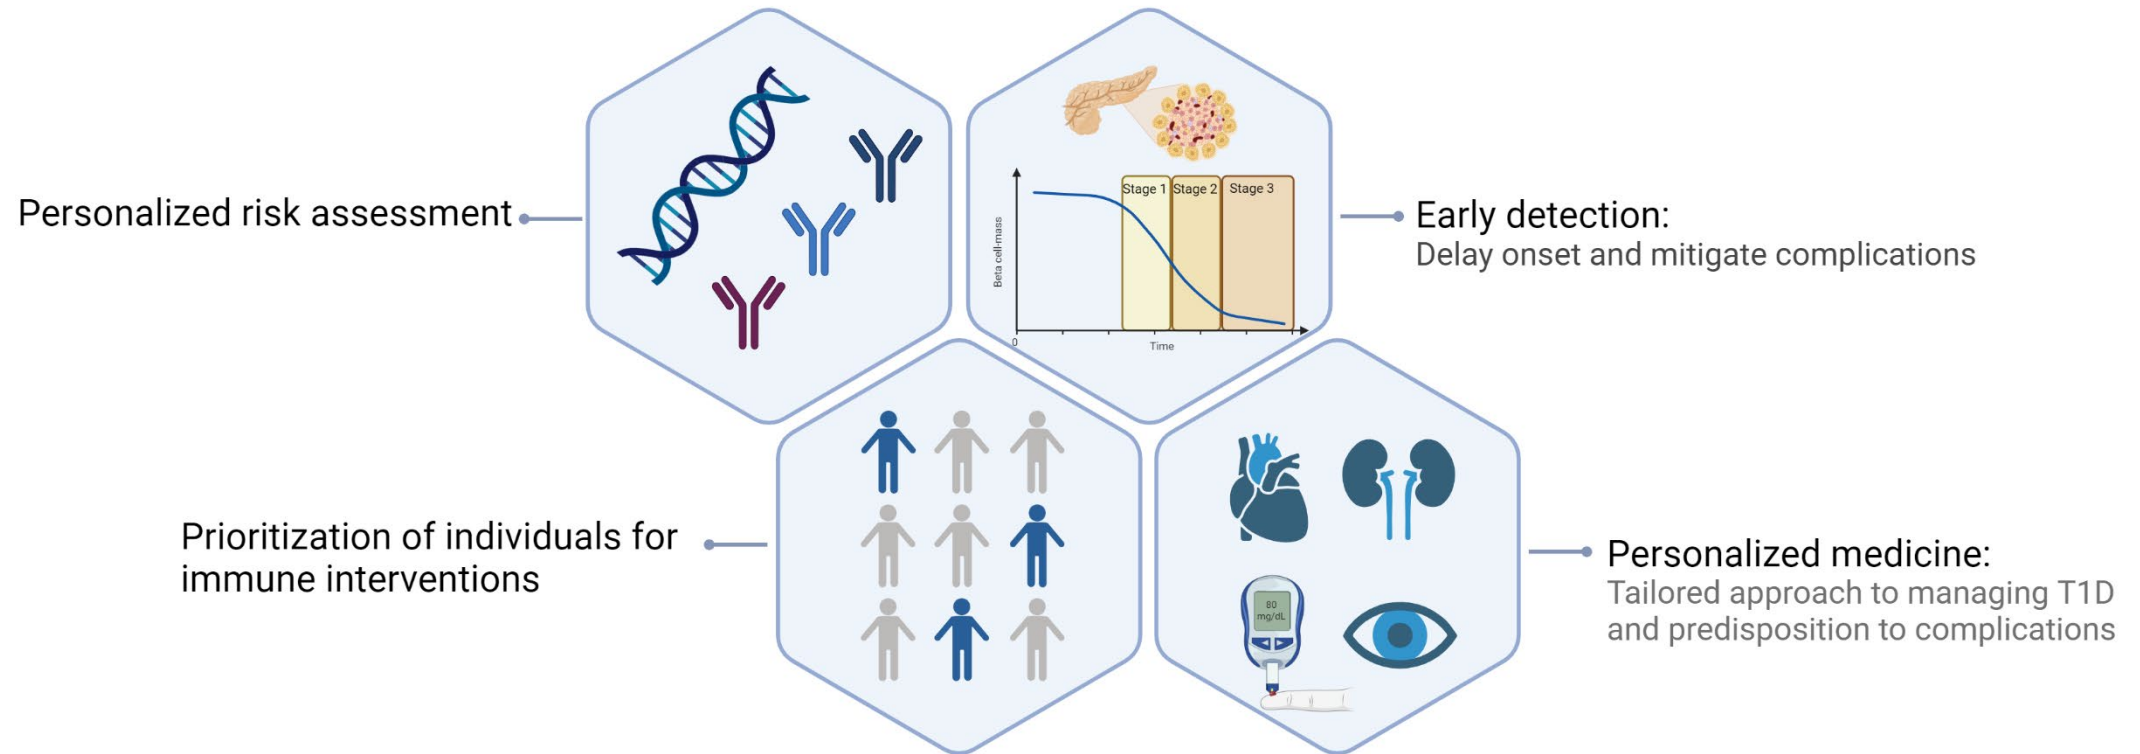 Personalized risk assessment
Stage 1 Stage 2 Stage 3
Beta cell-mass
0
Time
Early detection:
Delay onset and mitigate complications
Prioritization of individuals for
immune interventions
80
mg/dL
Personalized medicine:
Tailored approach to managing T1D
and predisposition to complications